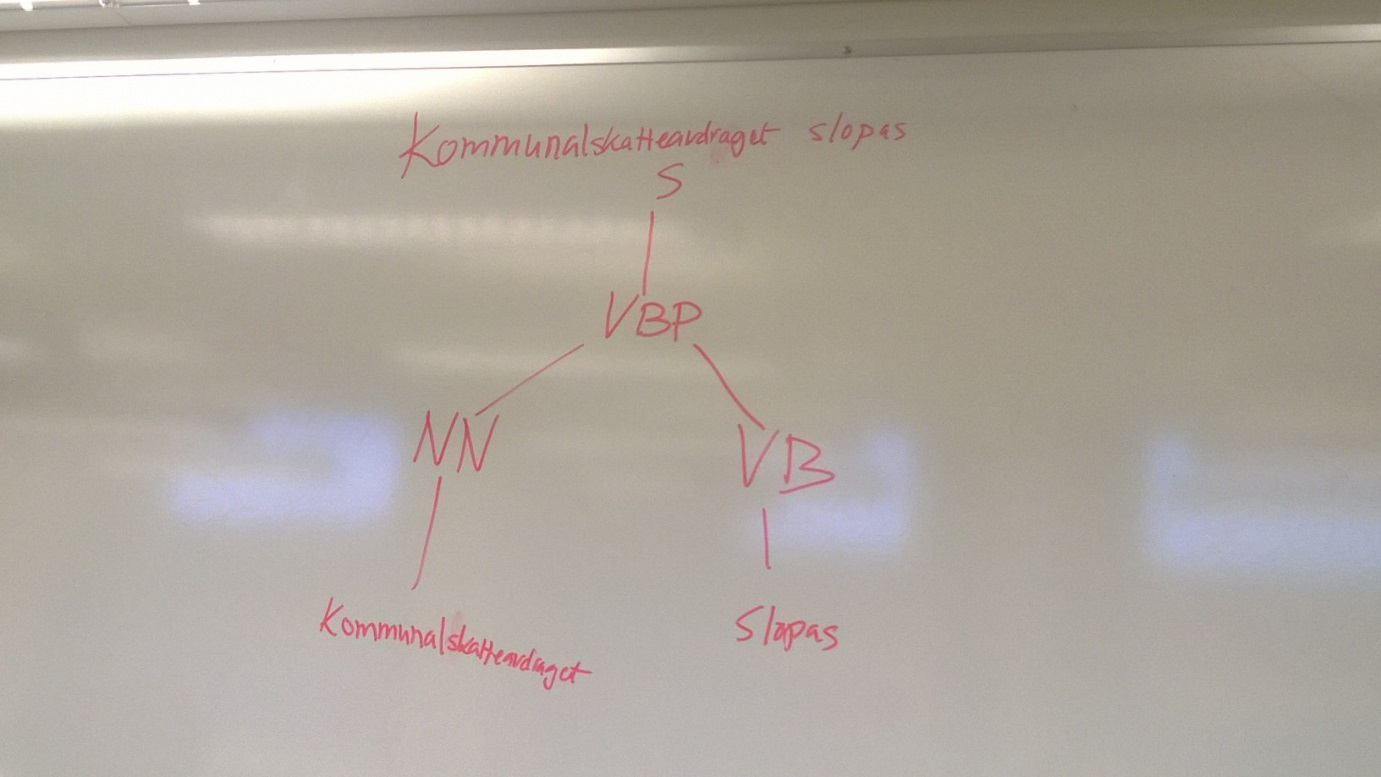 Kommunalskatteavdraget slopas
S
VBP
NN
VB
Kommunalskatteavdraget
Slopas